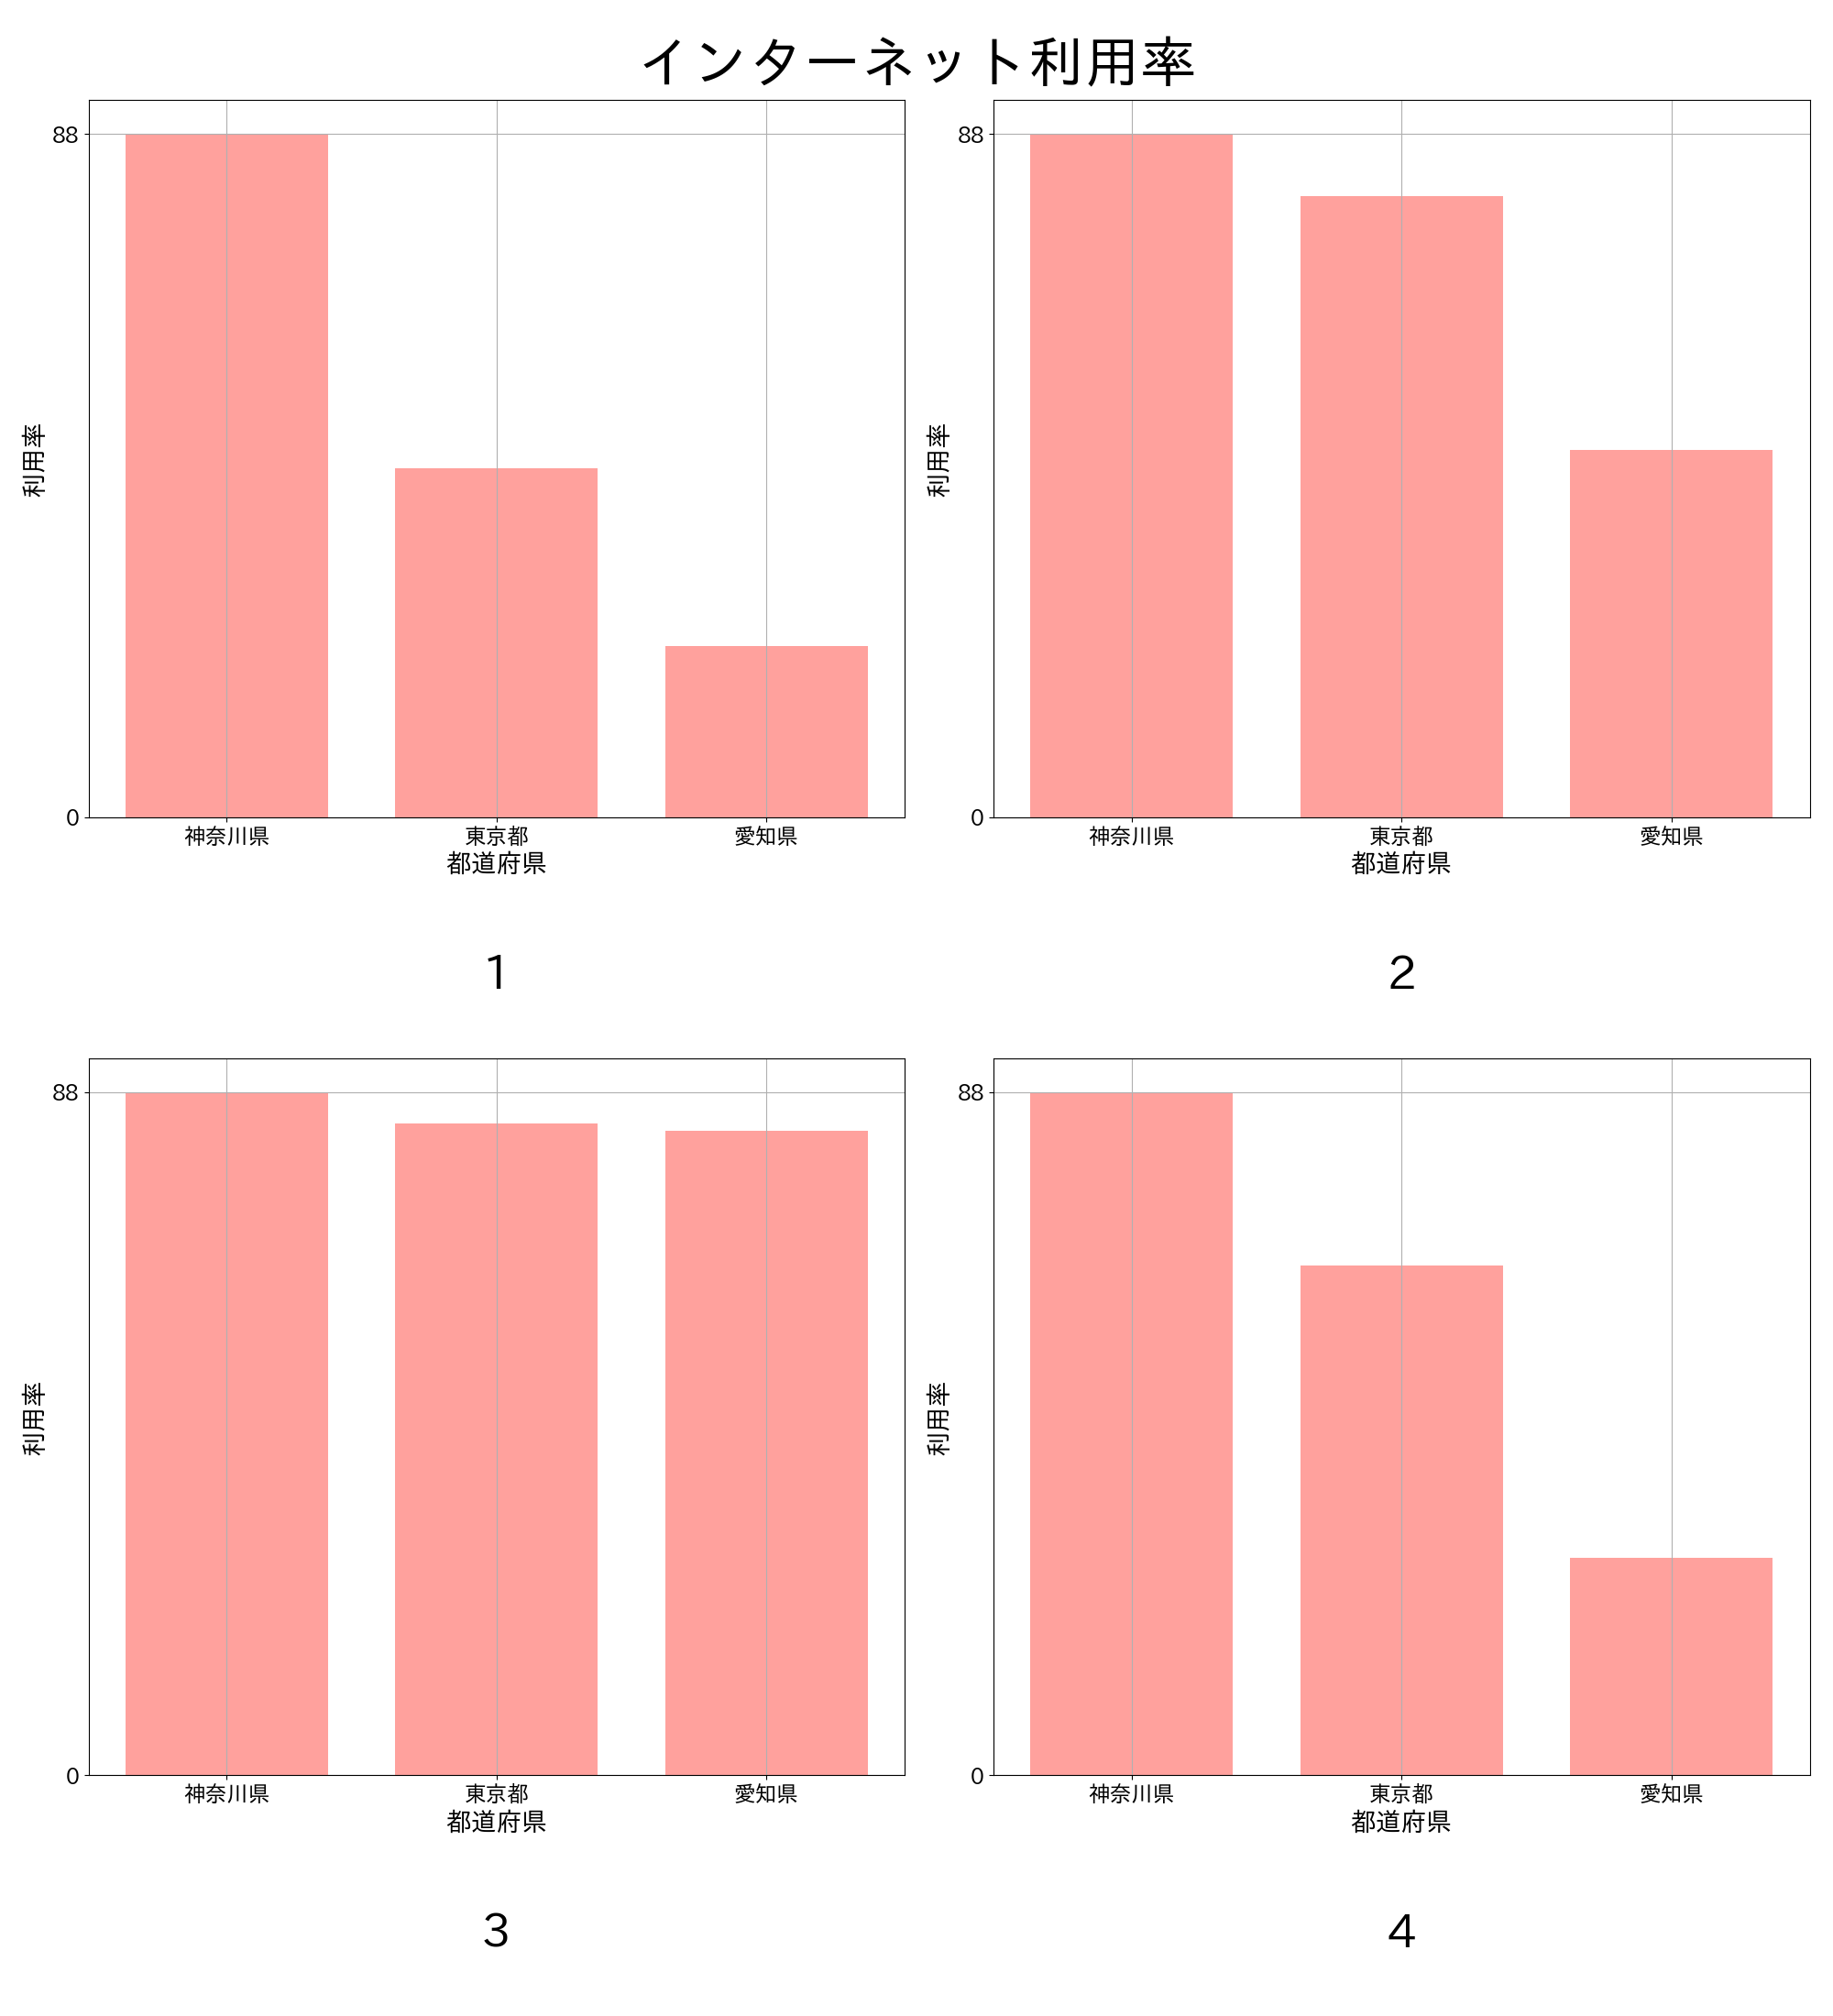 インターネット利用率
88
利用率
0
神奈川県 東京都 愛知県
都道府県
1
88
利用率
0
神奈川県 東京都 愛知県
都道府県
2
88
利用率
0
神奈川県 東京都 愛知県
都道府県
3
88
利用率
0
神奈川県 東京都 愛知県
都道府県
4